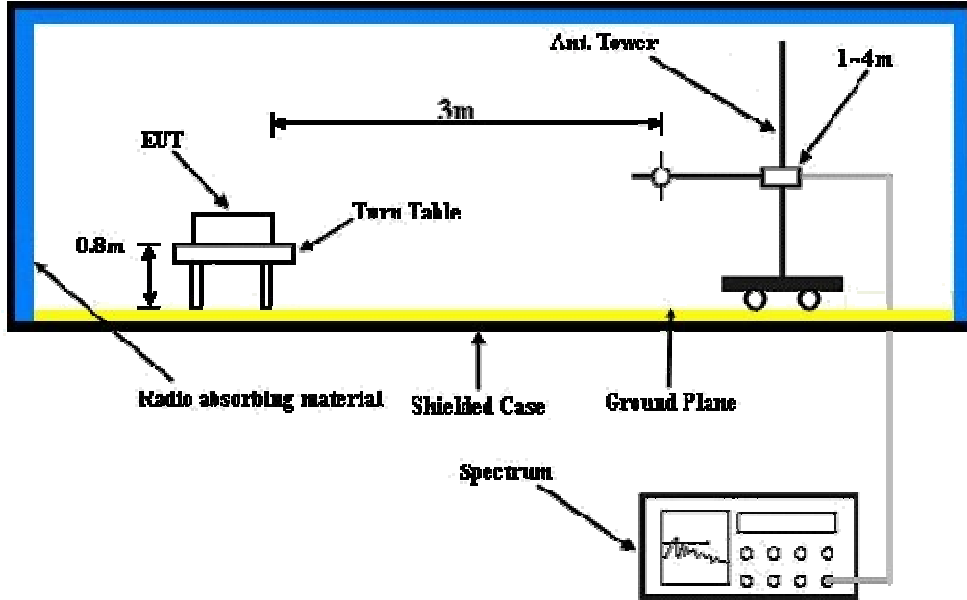 Ant. Tower
1~4m
3m
EUT
Turn Table
0.8m
Radio absorbing material
Shielded Case
Ground Plane
Spectrum